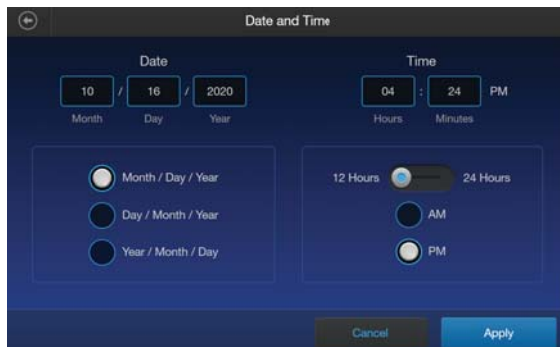 Date and Time
Date
10 / 16 / 2020
Month Day Year
Time
04 : 24 PM
Hours Minutes
Month / Day / Year
Day / Month / Year
Year / Month / Day
12 Hours 24 Hours
AM
PM
Cancel Apply